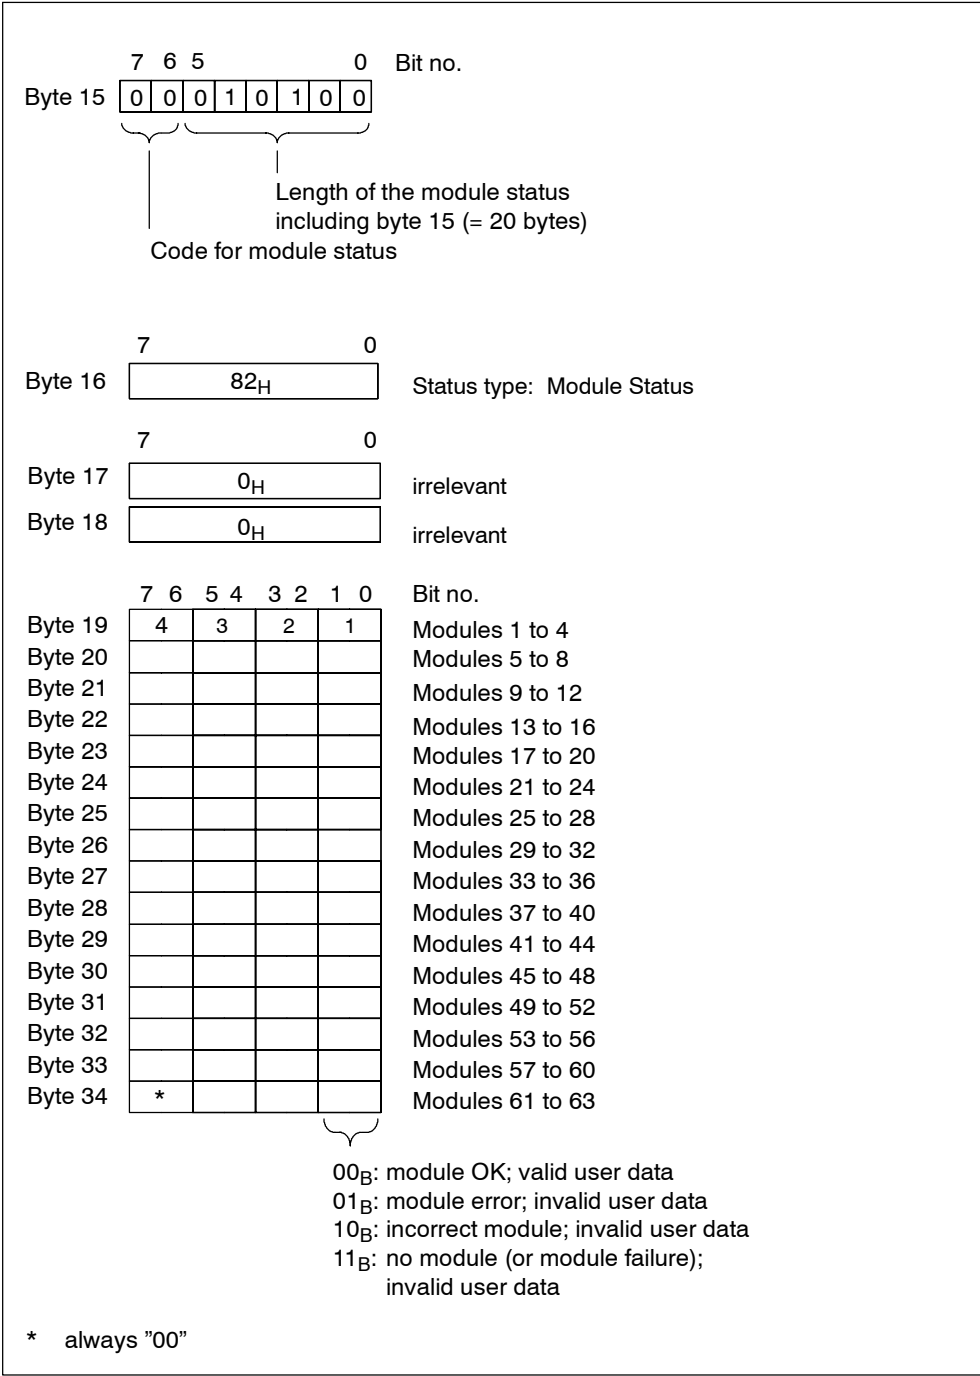 7 6 5 0 Bit no.
Byte 15 0 0 0 1 0 1 0 0
Length of the module status
including byte 15 (= 20 bytes)
Code for module status
7 0
Byte 16 82H Status type: Module Status
7 0
Byte 17 0H irrelevant
Byte 18 0H irrelevant
7 6 5 4 3 2 1 0 Bit no.
Byte 19 4 3 2 1 Modules 1 to 4
Byte 20 Modules 5 to 8
Byte 21 Modules 9 to 12
Byte 22 Modules 13 to 16
Byte 23 Modules 17 to 20
Byte 24 Modules 21 to 24
Byte 25 Modules 25 to 28
Byte 26 Modules 29 to 32
Byte 27 Modules 33 to 36
Byte 28 Modules 37 to 40
Byte 29 Modules 41 to 44
Byte 30 Modules 45 to 48
Byte 31 Modules 49 to 52
Byte 32 Modules 53 to 56
Byte 33 Modules 57 to 60
Byte 34 * Modules 61 to 63
00B: module OK; valid user data
01B: module error; invalid user data
10B: incorrect module; invalid user data
11B: no module (or module failure);
invalid user data
* always ”00”